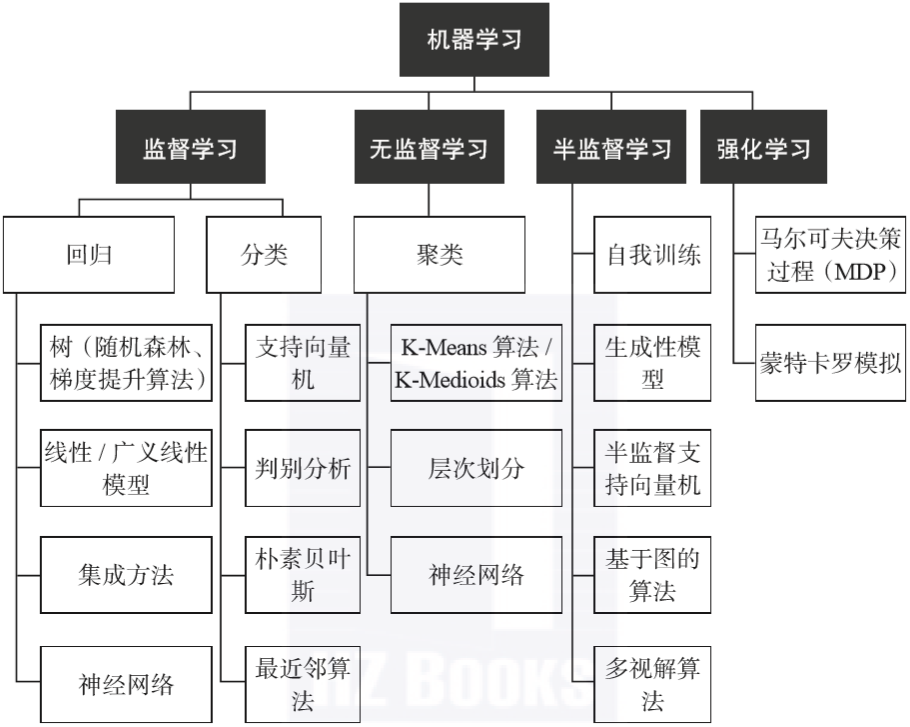 机器学习
监督学习
无监督学习
半监督学习
强化学习
回归
分类
聚类
自我训练
马尔可夫决策
过程（MDP）
树（随机森林、
梯度提升算法）
支持向量
机
K-Means 算法 /
K-Medioids 算法
生成性模
型
蒙特卡罗模拟
线性 / 广义线性
模型
判别分析
层次划分
半监督支
持向量机
集成方法
朴素贝叶
斯
神经网络
基于图的
算法
神经网络
最近邻算
法
多视解算
法
HZ BOOKS